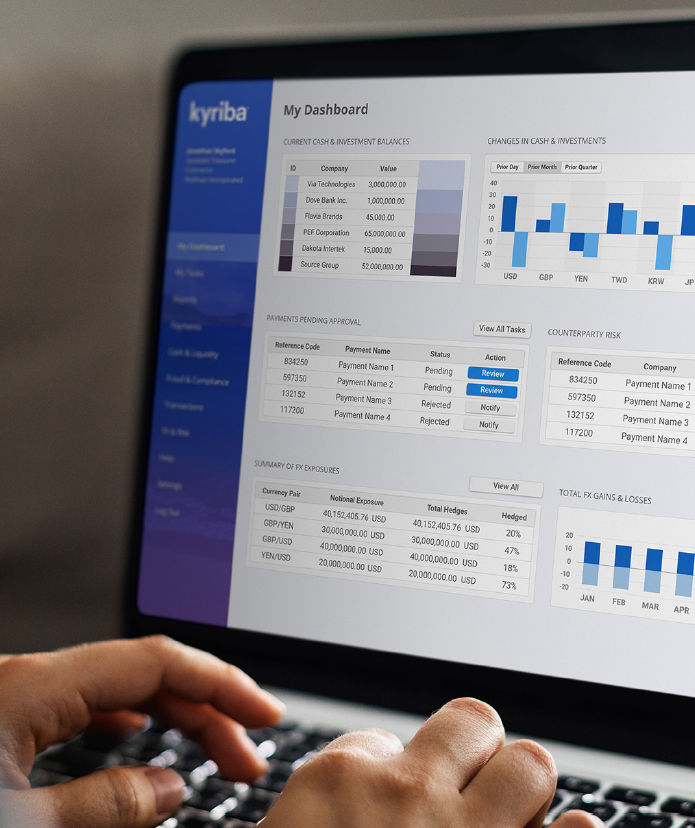 kyriba
My Dashboard
CURRENT CASH & INVESTMENT BALANCES
ID Company Value
Via Technologies 3,000,000.00
Dove Bank Inc. 1,000,000.00
Flavia Brands 45,000.00
PEF Corporation 65,000,000.00
Dakota Intertek 15,000.00
Source Group 52,000,000.00
CHANGES IN CASH & INVESTMENTS
Prior Day Prior Month Prior Quarter
40
30
20
10
0
-10
-20
-30
USD GBP YEN TWD KRW JP
My Dashboard
My Tasks
Reports
Payments
Cash & Liquidity
Fraud & Compliance
Transactions
Help
Settings
Log Out
PAYMENTS PENDING APPROVAL
View All Tasks
Reference Code Payment Name Status Action
834250 Payment Name 1 Pending Review
597350 Payment Name 2 Pending Review
132152 Payment Name 3 Rejected Notify
117200 Payment Name 4 Rejected Notify
COUNTERPARTY RISK
Reference Code Company
834250 Payment Name 1
597350 Payment Name 2
132152 Payment Name 3
117200 Payment Name 4
SUMMARY OF FX EXPOSURES
View All
Currency Pair Notional Exposure Total Hedges Hedged
USD/GBP 40,152,405.76 USD 40,152,405.76 USD 20%
GBP/YEN 30,000,000.00 USD 30,000,000.00 USD 47%
GBP/USD 40,000,000.00 USD 40,000,000.00 USD 18%
YEN/USD 20,000,000.00 USD 20,000,000.00 USD 73%
TOTAL FX GAINS & LOSSES
20
10
0
-10
-20
JAN FEB MAR APR